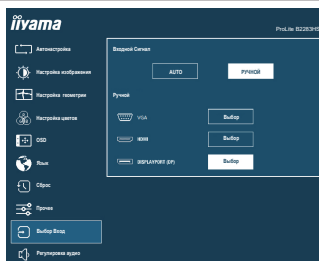 iiyama
ProLite B2283HS
Автонастройка
Входной Сигнал
AUTO
РУЧНОЙ
Настройка изображения
Настройка геометрии
Ручной
Настройка цветов
VGA
Выбор
OSD
HDMI
Выбор
DISPLAYPORT (DP)
Выбор
Язык
Сброс
Прочее
Выбор Вход
Регулировка аудио